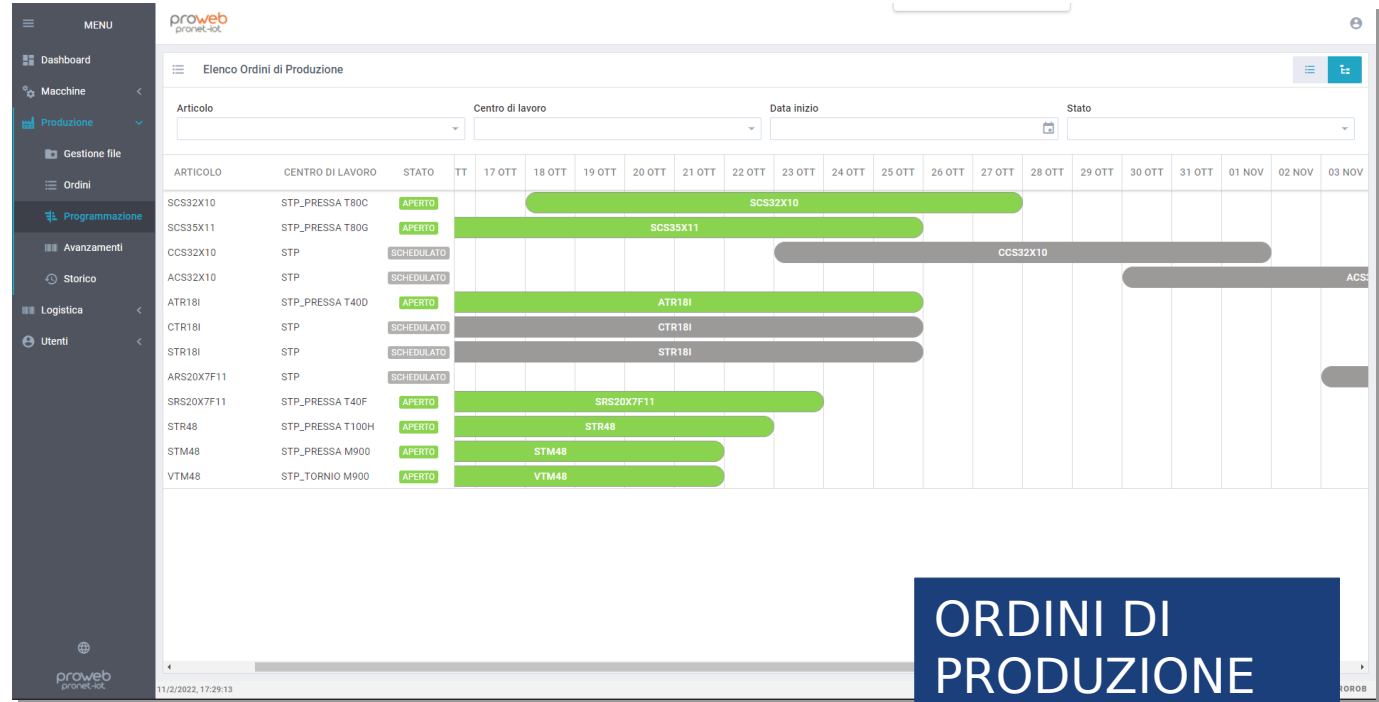 MENU
proweb
pronet-iot
Dashboard
Macchine
Produzione
Gestione file
Ordini
Programmazione
Avanzamenti
Storico
Logistica
Utenti
proweb
pronet-iot
Elenco Ordini di Produzione
Articolo Centro di lavoro Data inizio Stato
ARTICOLO CENTRO DI LAVORO STATO TT 17 OTT 18 OTT 19 OTT 20 OTT 21 OTT 22 OTT 23 OTT 24 OTT 25 OTT 26 OTT 27 OTT 28 OTT 29 OTT 30 OTT 31 OTT 01 NOV 02 NOV 03 NOV
SCS32X10 STP_PRESSA T80C APERTO SCS32X10
SCS35X11 STP_PRESSA T80G APERTO SCS35X11
CCS32X10 STP SCHEDULATO CCS32X10
ACS32X10 STP SCHEDULATO ACS3
ATR18I STP_PRESSA T40D APERTO ATR18I
CTR18I STP SCHEDULATO CTR18I
STR18I STP SCHEDULATO STR18I
ARS20X7F11 STP SCHEDULATO
SRS20X7F11 STP_PRESSA T40F APERTO SRS20X7F11
STR48 STP_PRESSA T100H APERTO STR48
STM48 STP_PRESSA M900 APERTO STM48
VTM48 STP_TORNIO M900 APERTO VTM48
11/2/2022, 17:29:13
ORDINI DI
PRODUZIONE